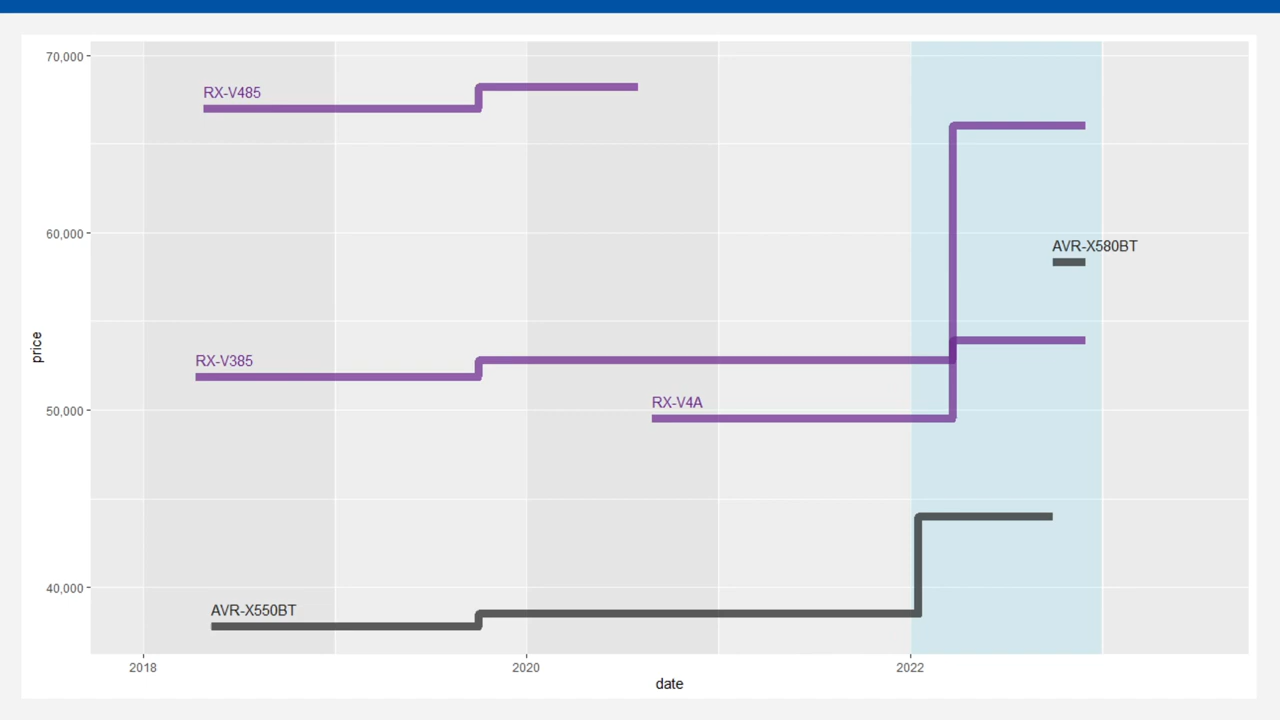 70,000
RX-V485
60,000
AVR-X580BT
price
RX-V385
50,000
RX-V4A
40,000
AVR-X550BT
2018
2020
2022
date